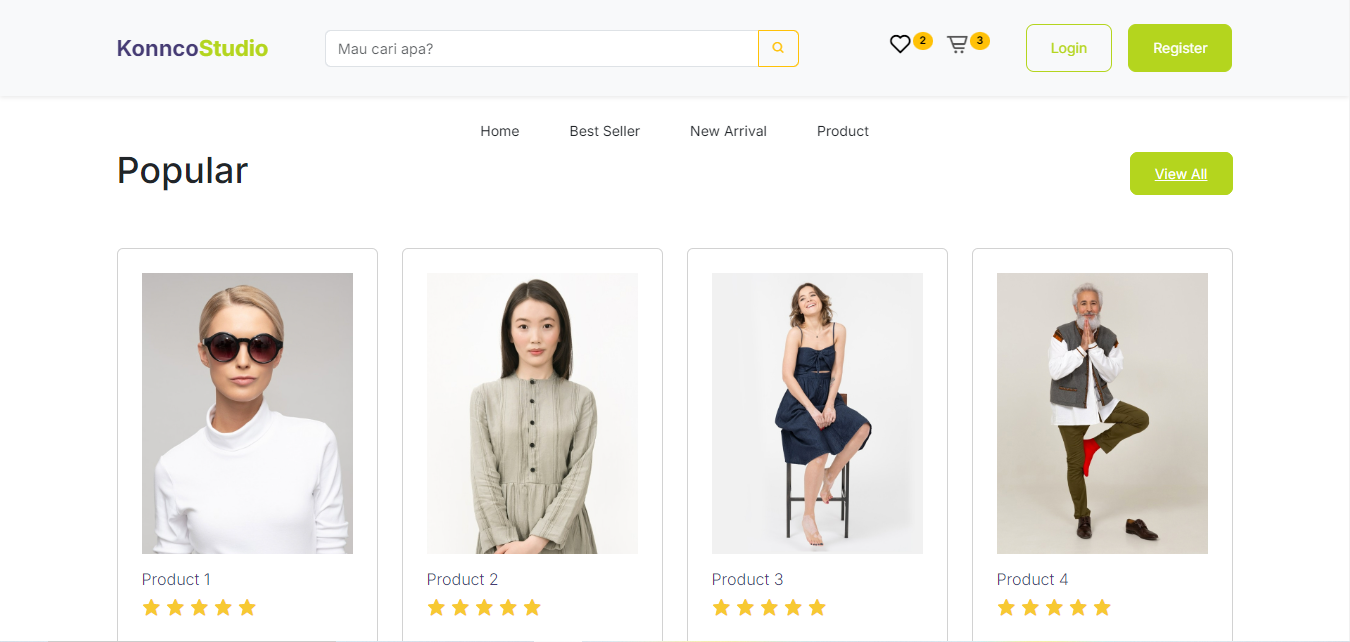 KonncoStudio
Mau cari apa?
2
3
Login
Register
Home
Best Seller
New Arrival
Product
Popular
View All
Product 1
Product 2
Product 3
Product 4